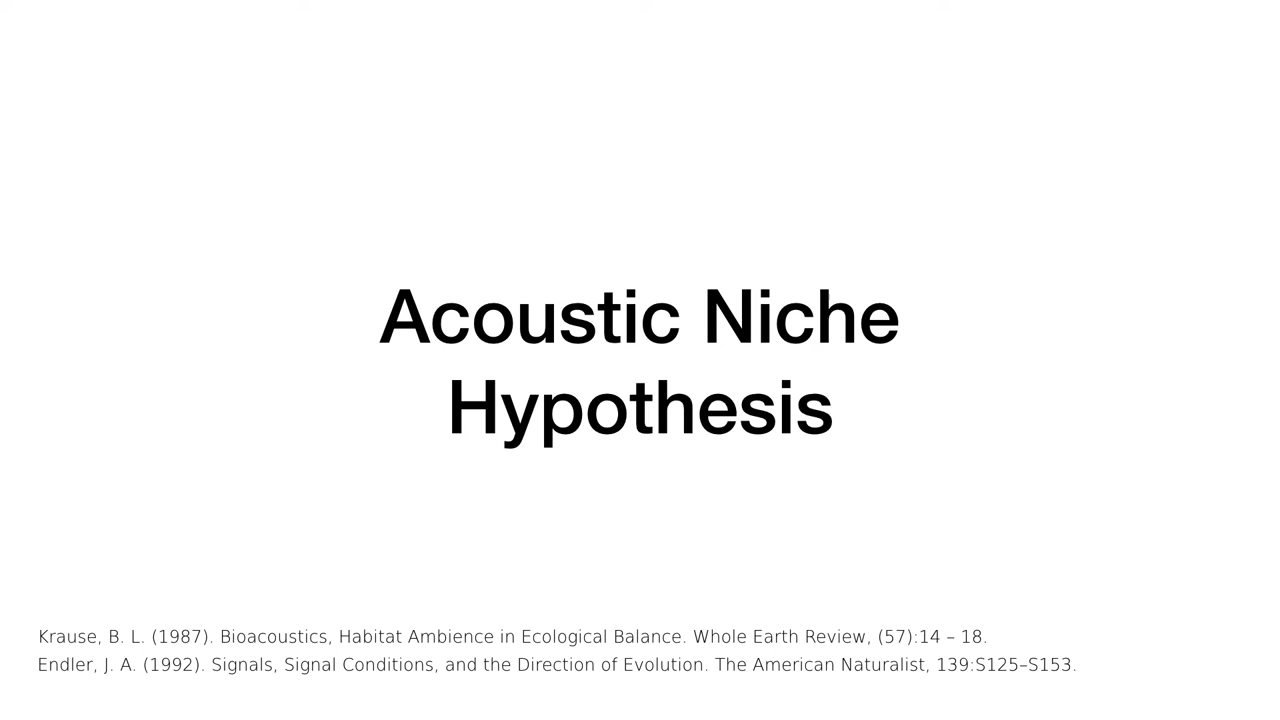 Acoustic Niche
Hypothesis
Krause, B. L. (1987). Bioacoustics, Habitat Ambience in Ecological Balance. Whole Earth Review, (57):14 – 18.
Endler, J. A. (1992). Signals, Signal Conditions, and the Direction of Evolution. The American Naturalist, 139:S125–S153.